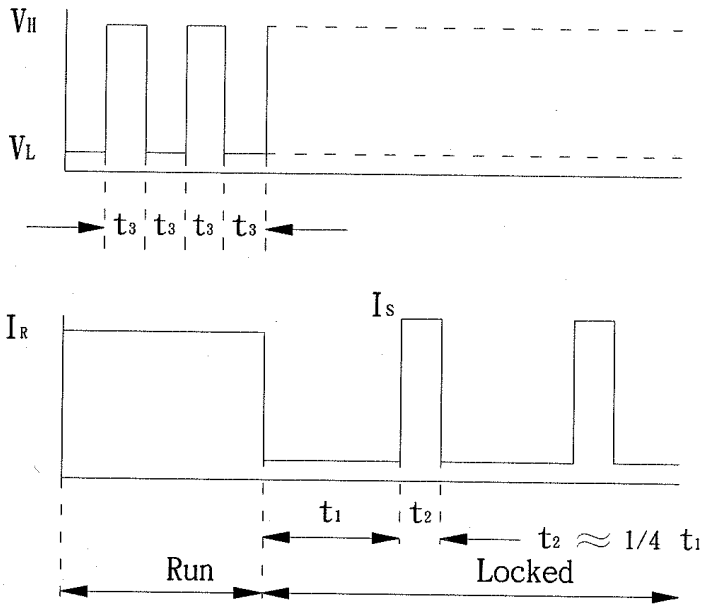 VH
VL
t3 t3 t3 t3
IR
IS
t1 t2
t2 ≈ 1/4 t1
Run Locked